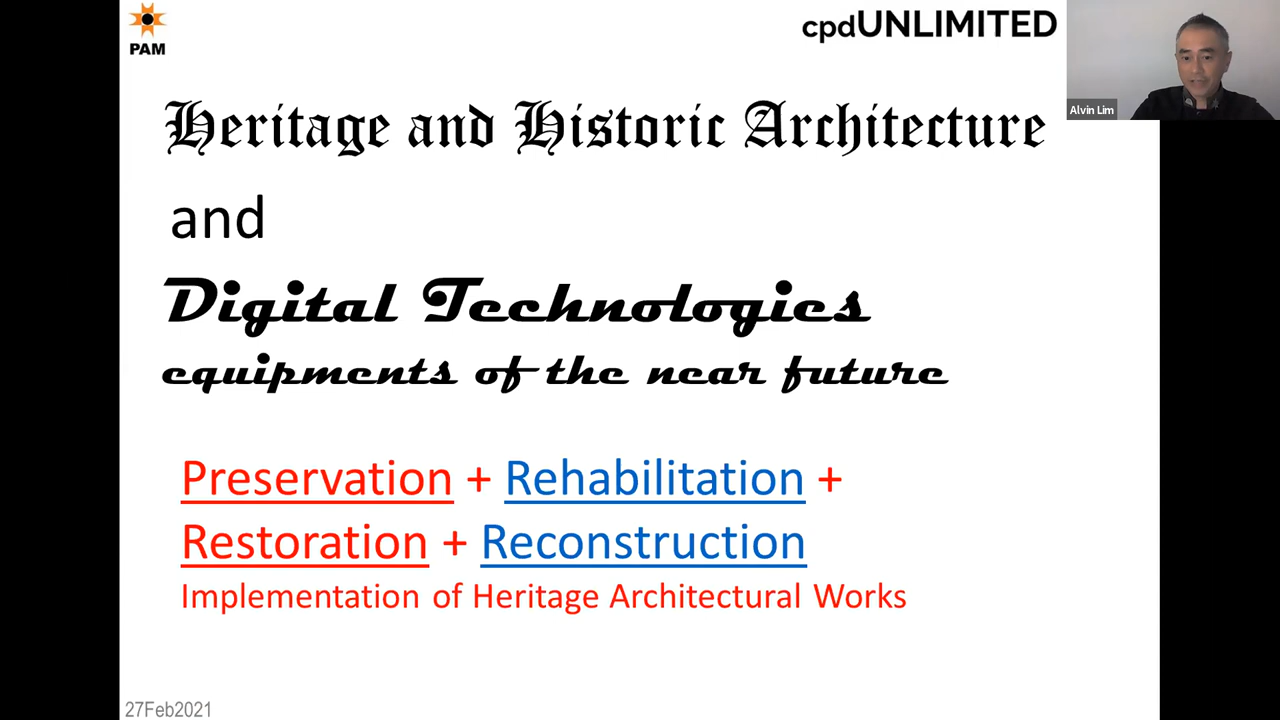 PAM
cpdUNLIMITED
Alvin Lim
Heritage and Historic Architecture
and
Digital Technologies
equipments of the near future
Preservation + Rehabilitation +
Restoration + Reconstruction
Implementation of Heritage Architectural Works
27Feb2021